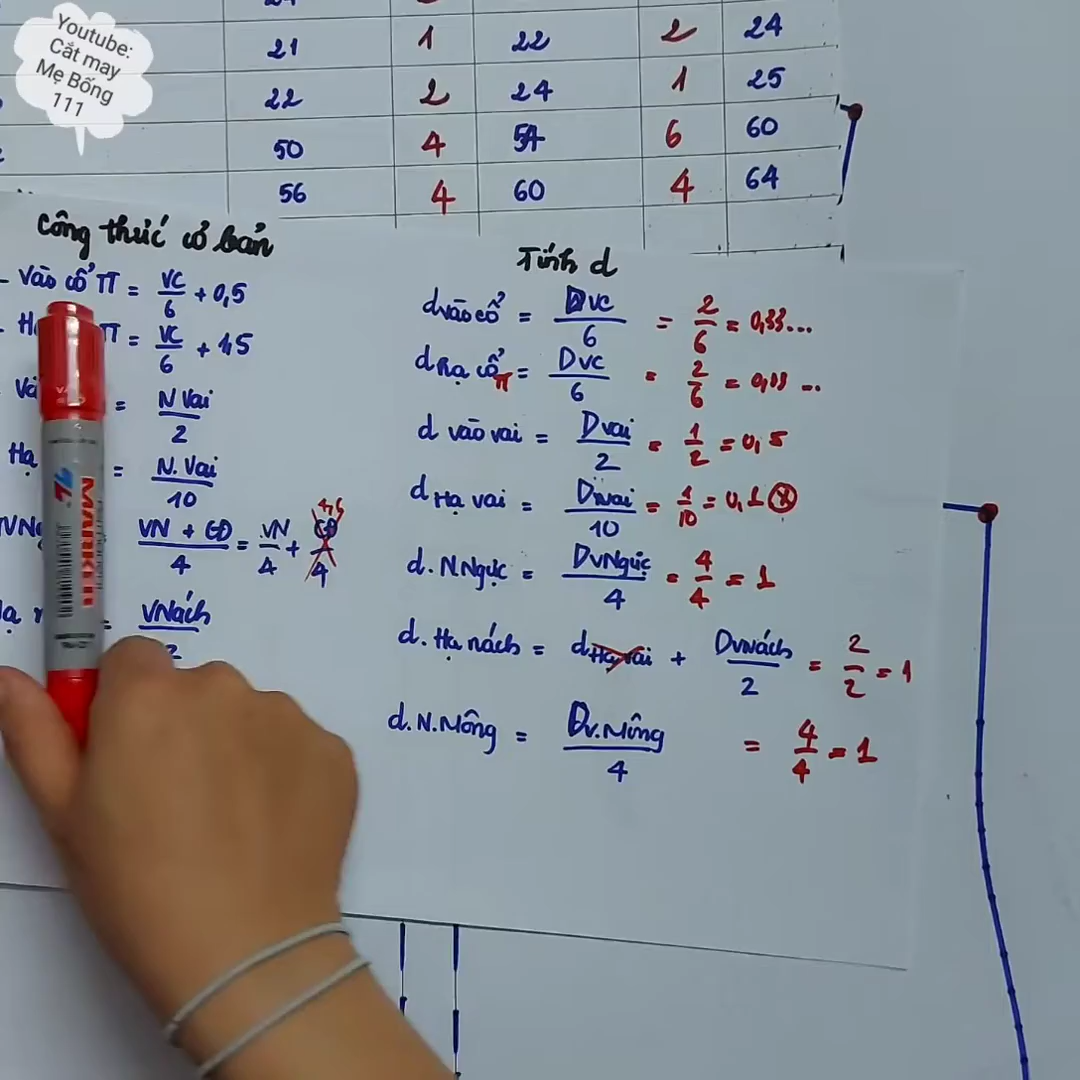 Youtube:
Cắt may
Mẹ Bống
111
21 1 22 2 24
22 2 24 1 25
50 4 54 6 60
56 4 60 4 64
Công thức cơ bản
- Vào cổ TT = VC/6 + 0,5
TT = VC/6 + 1,5
= N Vai/2
Hạ = N. Vai/10
VN + CĐ/4 = VN/4 + CĐ/4
= VNách/2
Tính d
d vào cổ = DVC/6 = 2/6 = 0,33...
d Hạ cổ TT = DVC/6 = 2/6 = 0,33 ...
d vào vai = Dvai/2 = 1/2 = 0,5
d Hạ vai = Dvai/10 = 1/10 = 0,1
d. N Ngực = DvNgực/4 = 4/4 = 1
d. Hạ nách = d Hạ vai + DvNách/2 = 2/2 = 1
d. N. Mông = Dv. Mông/4 = 4/4 = 1
MARKER